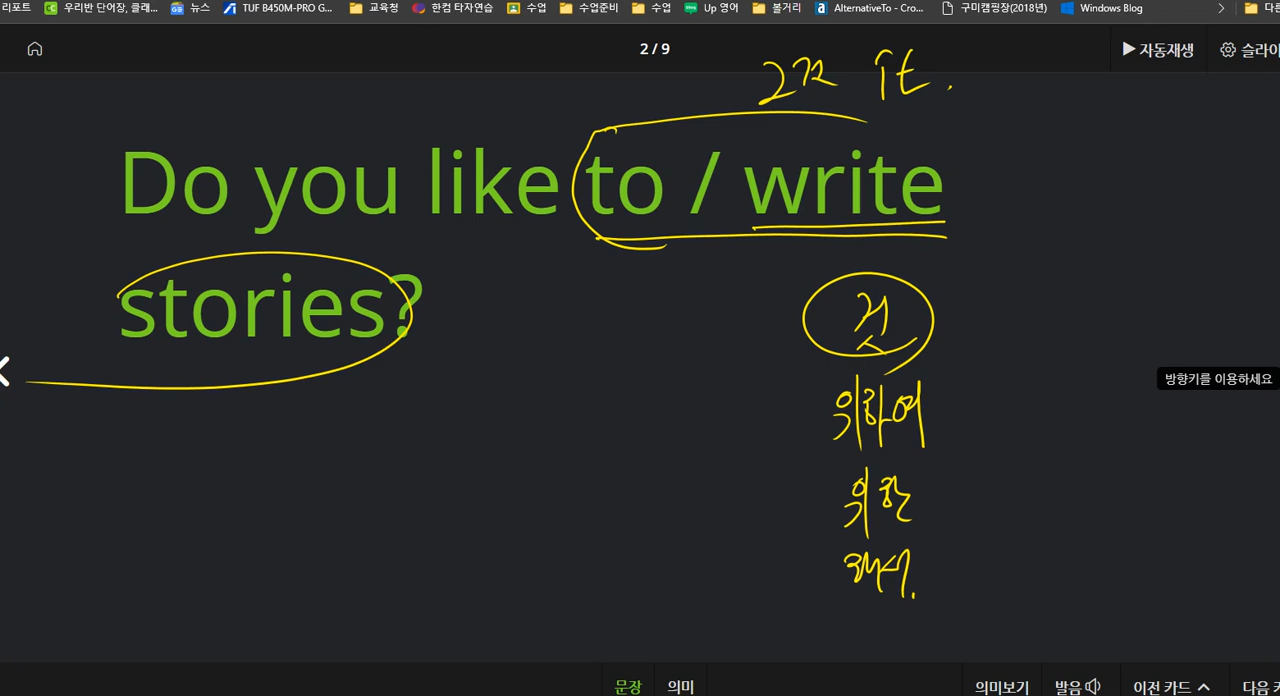 리포트 우리반 단어장, 클래... 뉴스 TUF B450M-PRO G... 교육청 한컴 타자연습 수업 수업준비 수업 Up 영어 볼거리 AlternativeTo - Cro... 구미캠핑장(2018년) Windows Blog 다른
2 / 9 자동재생 슬라이
it.
Do you like to / write
stories?
것
방향키를 이용하세요
위하여
위한
해서.
문장 의미 의미보기 발음 이전 카드 다음